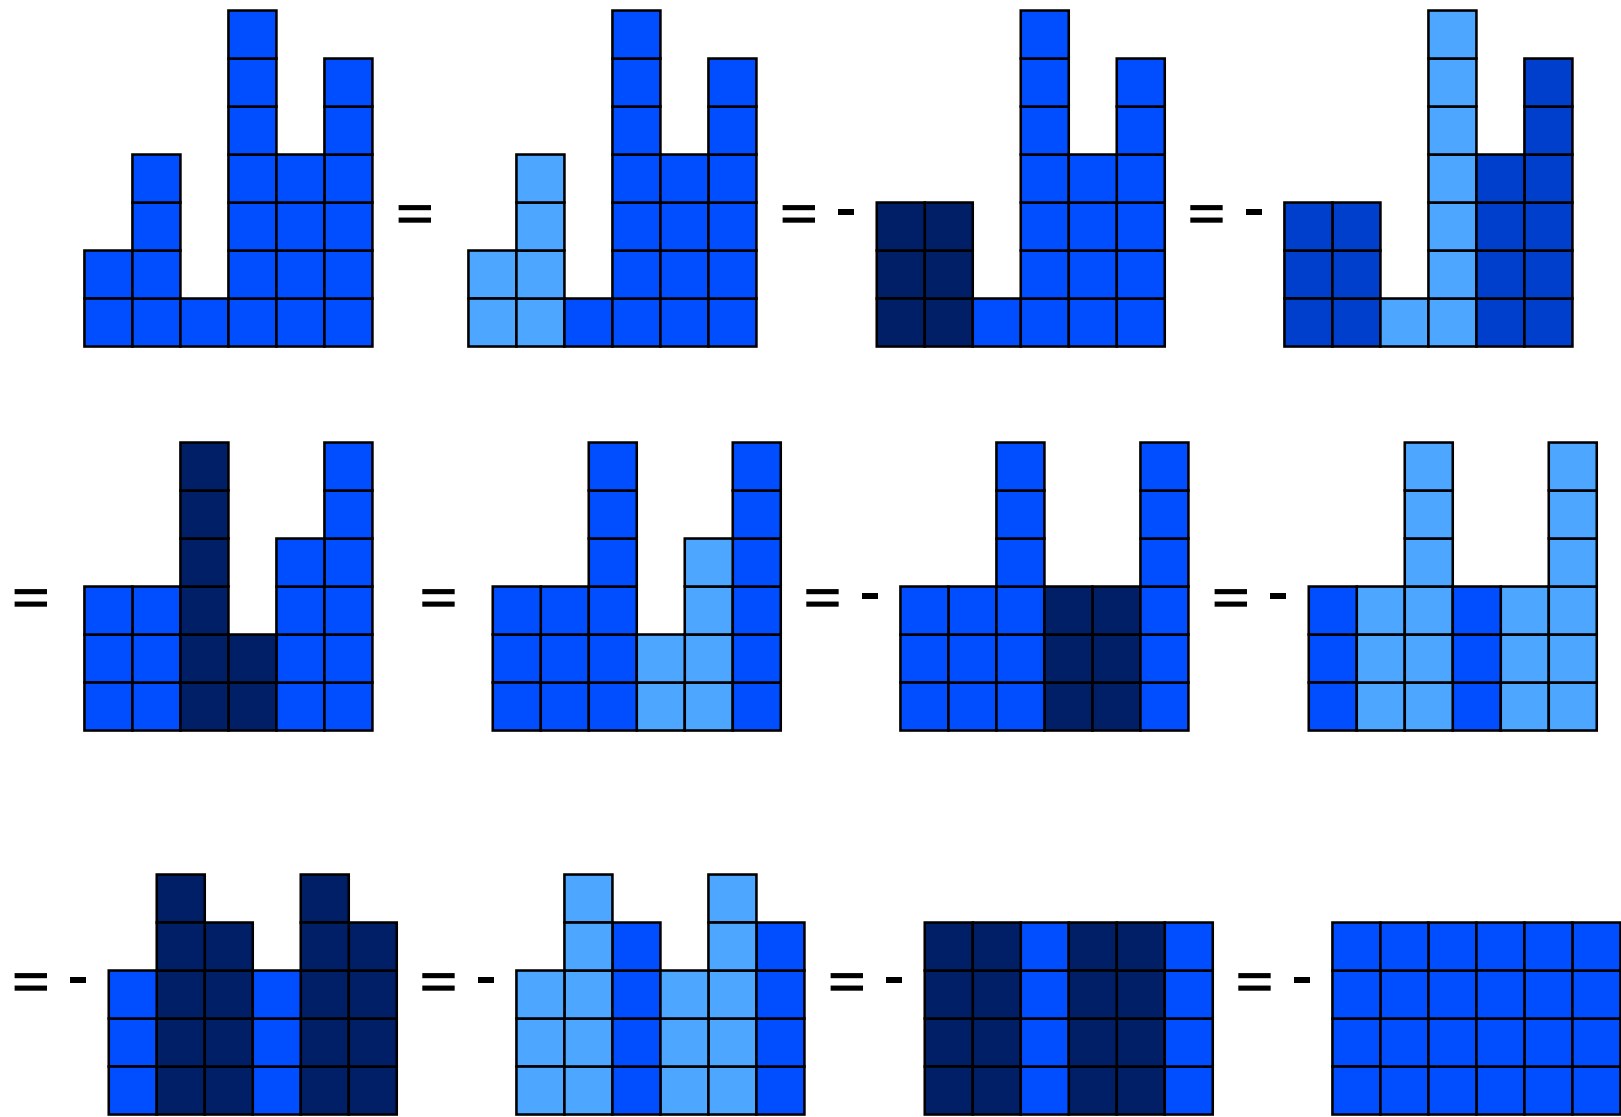 = = - = -
= = = - = -
= - = - = - = -